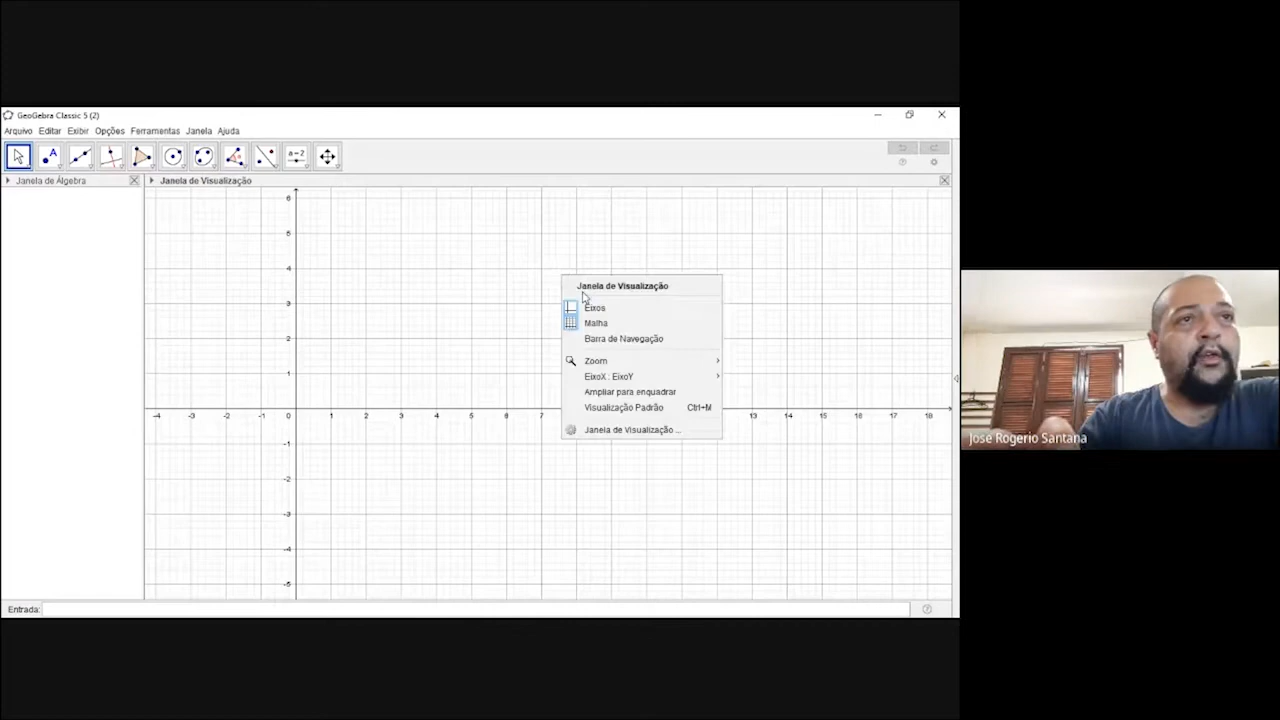 GeoGebra Classic 5 (2)
Arquivo Editar Exibir Opções Ferramentas Janela Ajuda
A
a=2
Janela de Álgebra
Janela de Visualização
6
5
4
3
2
1
-4 -3 -2 -1 0 1 2 3 4 5 6 7 13 14 15 16 17 18
-1
-2
-3
-4
-5
Janela de Visualização
Eixos
Malha
Barra de Navegação
Zoom
EixoX : EixoY
Ampliar para enquadrar
Visualização Padrão Ctrl+M
Janela de Visualização ...
Entrada:
Jose Rogerio Santana